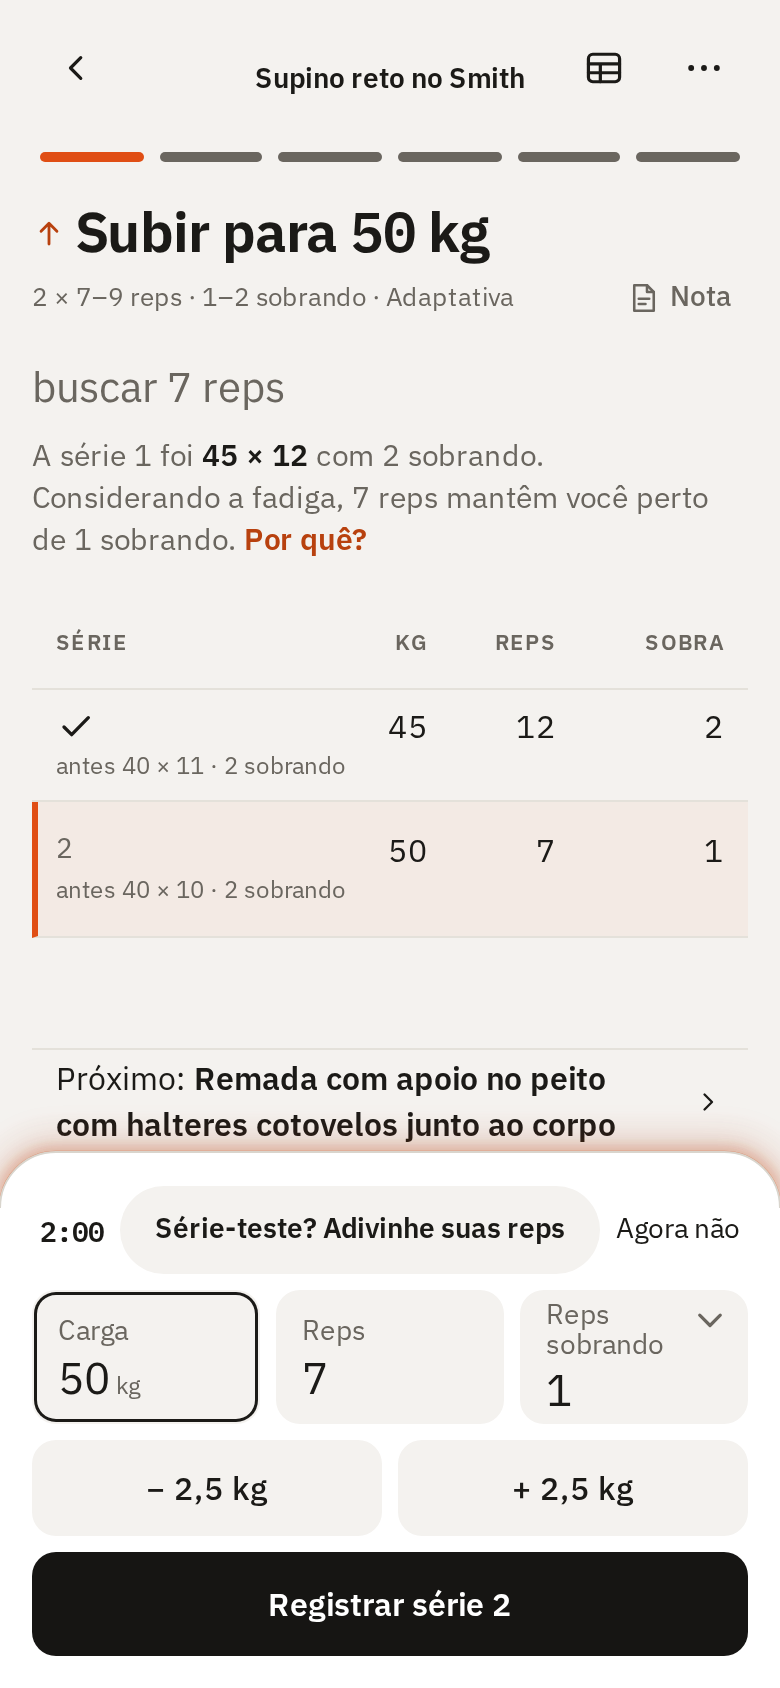 Supino reto no Smith
Subir para 50 kg
2 × 7–9 reps · 1–2 sobrando · Adaptativa
Nota
buscar 7 reps
A série 1 foi 45 × 12 com 2 sobrando.
Considerando a fadiga, 7 reps mantêm você perto
de 1 sobrando. Por quê?
SÉRIE KG REPS SOBRA
45 12 2
antes 40 × 11 · 2 sobrando
2 50 7 1
antes 40 × 10 · 2 sobrando
Próximo: Remada com apoio no peito
com halteres cotovelos junto ao corpo
2:00 Série-teste? Adivinhe suas reps Agora não
Carga
50 kg
Reps
7
Reps
sobrando
1
− 2,5 kg + 2,5 kg
Registrar série 2